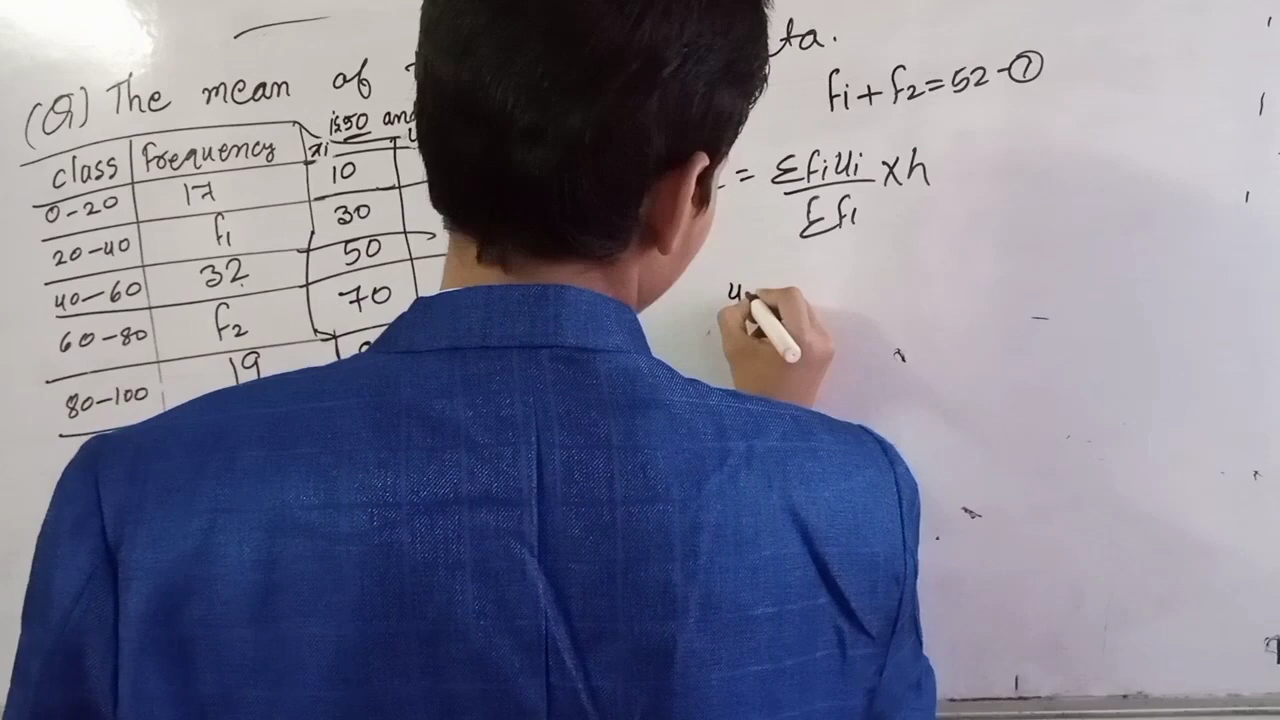 (Q) The mean of ta.
is 50 and
class frequency xi
0-20 17 10
20-40 f1 30
40-60 32 50
60-80 f2 70
80-100 19
f1 + f2 = 52 - ①
= Σfiui/Σfi × h